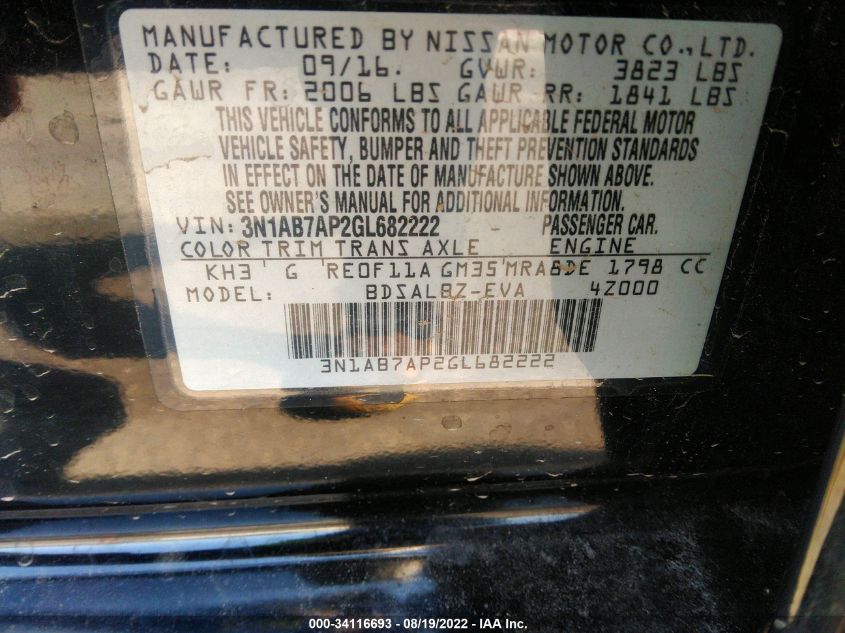 MANUFACTURED BY NISSAN MOTOR CO., LTD.
DATE: 09/16. GVWR: 3823 LBS
GAWR FR: 2006 LBS GAWR RR: 1841 LBS
THIS VEHICLE CONFORMS TO ALL APPLICABLE FEDERAL MOTOR
VEHICLE SAFETY, BUMPER AND THEFT PREVENTION STANDARDS
IN EFFECT ON THE DATE OF MANUFACTURE SHOWN ABOVE.
SEE OWNER'S MANUAL FOR ADDITIONAL INFORMATION.
VIN: 3N1AB7AP2GL682222 PASSENGER CAR.
COLOR TRIM TRANS AXLE ENGINE
KH3 G RE0F11A GM35 MRA8DE 1798 CC
MODEL: BDSALBZ-EVA 4Z000
3N1AB7AP2GL682222
000-34116693 - 08/19/2022 - IAA Inc.